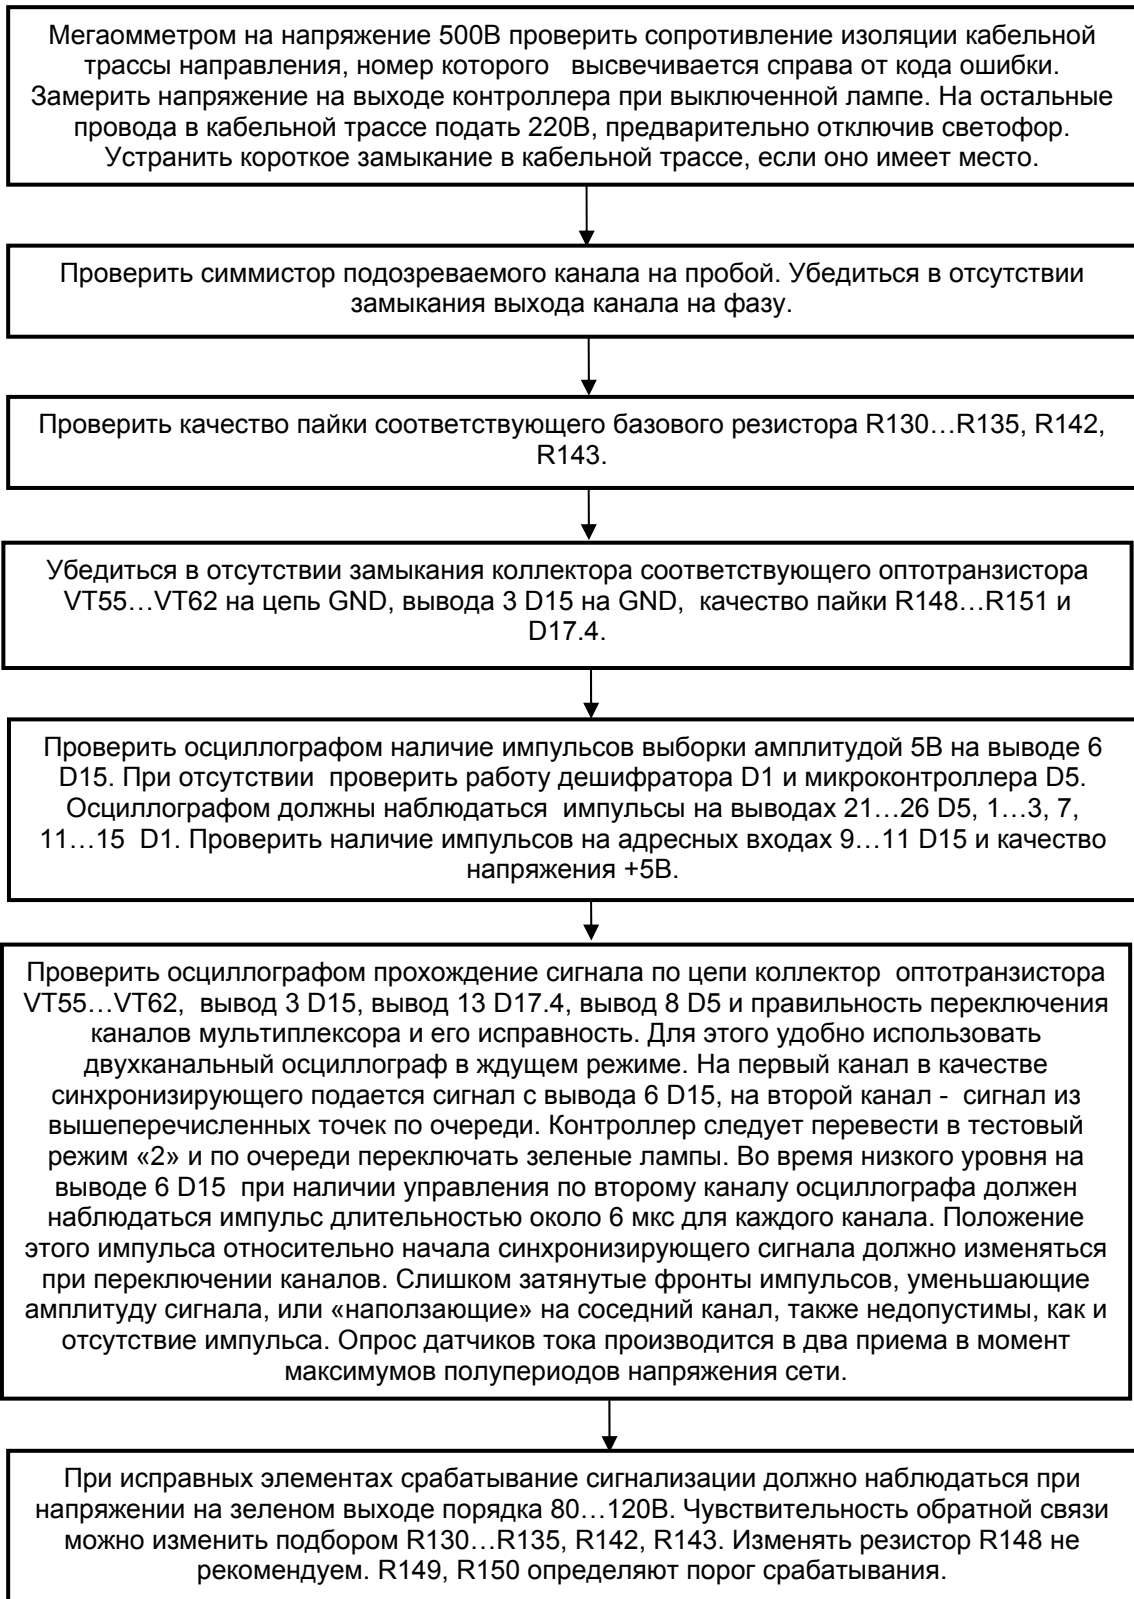 Мегаомметром на напряжение 500В проверить сопротивление изоляции кабельной
трассы направления, номер которого высвечивается справа от кода ошибки.
Замерить напряжение на выходе контроллера при выключенной лампе. На остальные
провода в кабельной трассе подать 220В, предварительно отключив светофор.
Устранить короткое замыкание в кабельной трассе, если оно имеет место.
Проверить симмистор подозреваемого канала на пробой. Убедиться в отсутствии
замыкания выхода канала на фазу.
Проверить качество пайки соответствующего базового резистора R130…R135, R142,
R143.
Убедиться в отсутствии замыкания коллектора соответствующего оптотранзистора
VT55…VT62 на цепь GND, вывода 3 D15 на GND, качество пайки R148…R151 и
D17.4.
Проверить осциллографом наличие импульсов выборки амплитудой 5В на выводе 6
D15. При отсутствии проверить работу дешифратора D1 и микроконтроллера D5.
Осциллографом должны наблюдаться импульсы на выводах 21…26 D5, 1…3, 7,
11…15 D1. Проверить наличие импульсов на адресных входах 9…11 D15 и качество
напряжения +5В.
Проверить осциллографом прохождение сигнала по цепи коллектор оптотранзистора
VT55…VT62, вывод 3 D15, вывод 13 D17.4, вывод 8 D5 и правильность переключения
каналов мультиплексора и его исправность. Для этого удобно использовать
двухканальный осциллограф в ждущем режиме. На первый канал в качестве
синхронизирующего подается сигнал с вывода 6 D15, на второй канал - сигнал из
вышеперечисленных точек по очереди. Контроллер следует перевести в тестовый
режим «2» и по очереди переключать зеленые лампы. Во время низкого уровня на
выводе 6 D15 при наличии управления по второму каналу осциллографа должен
наблюдаться импульс длительностью около 6 мкс для каждого канала. Положение
этого импульса относительно начала синхронизирующего сигнала должно изменяться
при переключении каналов. Слишком затянутые фронты импульсов, уменьшающие
амплитуду сигнала, или «наползающие» на соседний канал, также недопустимы, как и
отсутствие импульса. Опрос датчиков тока производится в два приема в момент
максимумов полупериодов напряжения сети.
При исправных элементах срабатывание сигнализации должно наблюдаться при
напряжении на зеленом выходе порядка 80…120В. Чувствительность обратной связи
можно изменить подбором R130…R135, R142, R143. Изменять резистор R148 не
рекомендуем. R149, R150 определяют порог срабатывания.